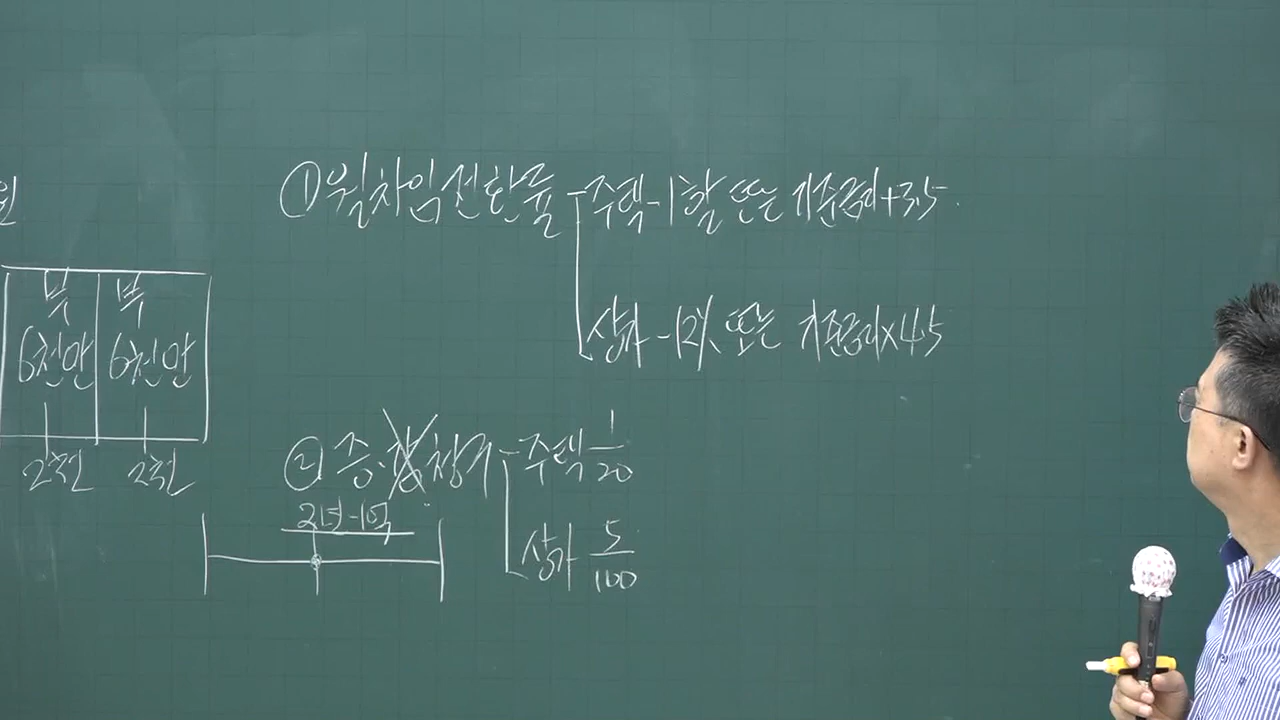 원
부 부
6천만 6천만
2천 2천
① 월차임전환률 - 주택 - 1할 또는 기준금리+3.5
상가 - 12% 또는 기준금리×4.5
② 증 청구 - 주택 1/20
2년-1억
상가 5/100